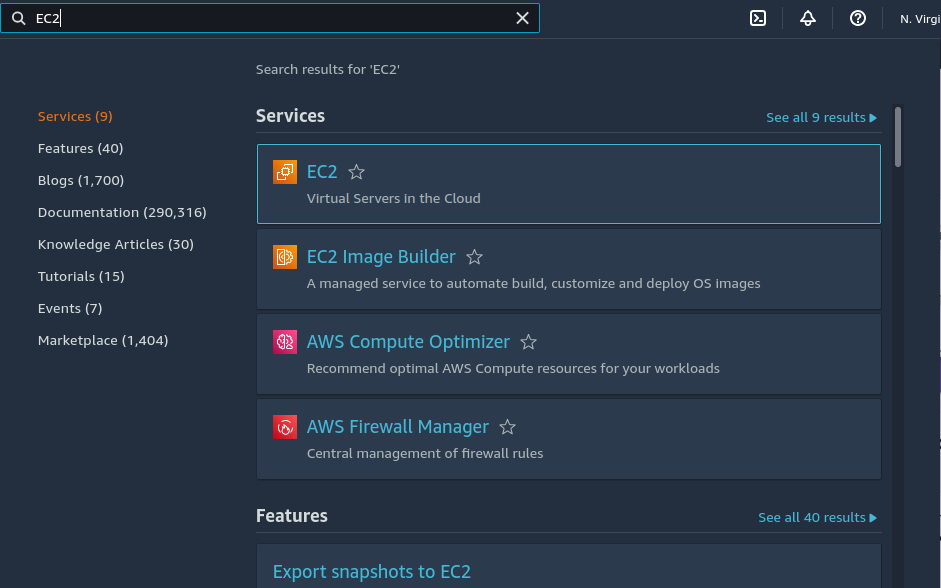 EC2
N. Virgi
Search results for 'EC2'
Services (9)
Features (40)
Blogs (1,700)
Documentation (290,316)
Knowledge Articles (30)
Tutorials (15)
Events (7)
Marketplace (1,404)
Services
See all 9 results
EC2
Virtual Servers in the Cloud
EC2 Image Builder
A managed service to automate build, customize and deploy OS images
AWS Compute Optimizer
Recommend optimal AWS Compute resources for your workloads
AWS Firewall Manager
Central management of firewall rules
Features
See all 40 results
Export snapshots to EC2